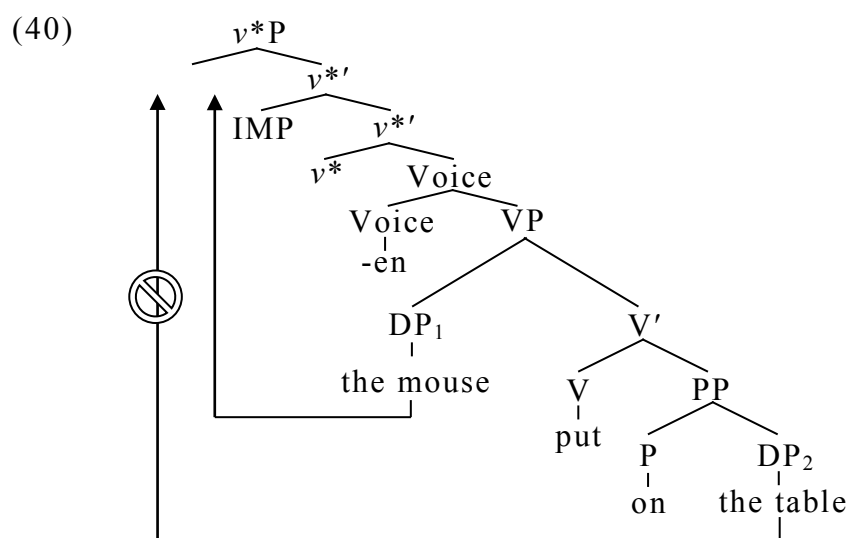 (40)
v*P
v*′
IMP v*′
v* Voice
Voice VP
-en
DP₁ V′
the mouse V PP
put P DP₂
on the table